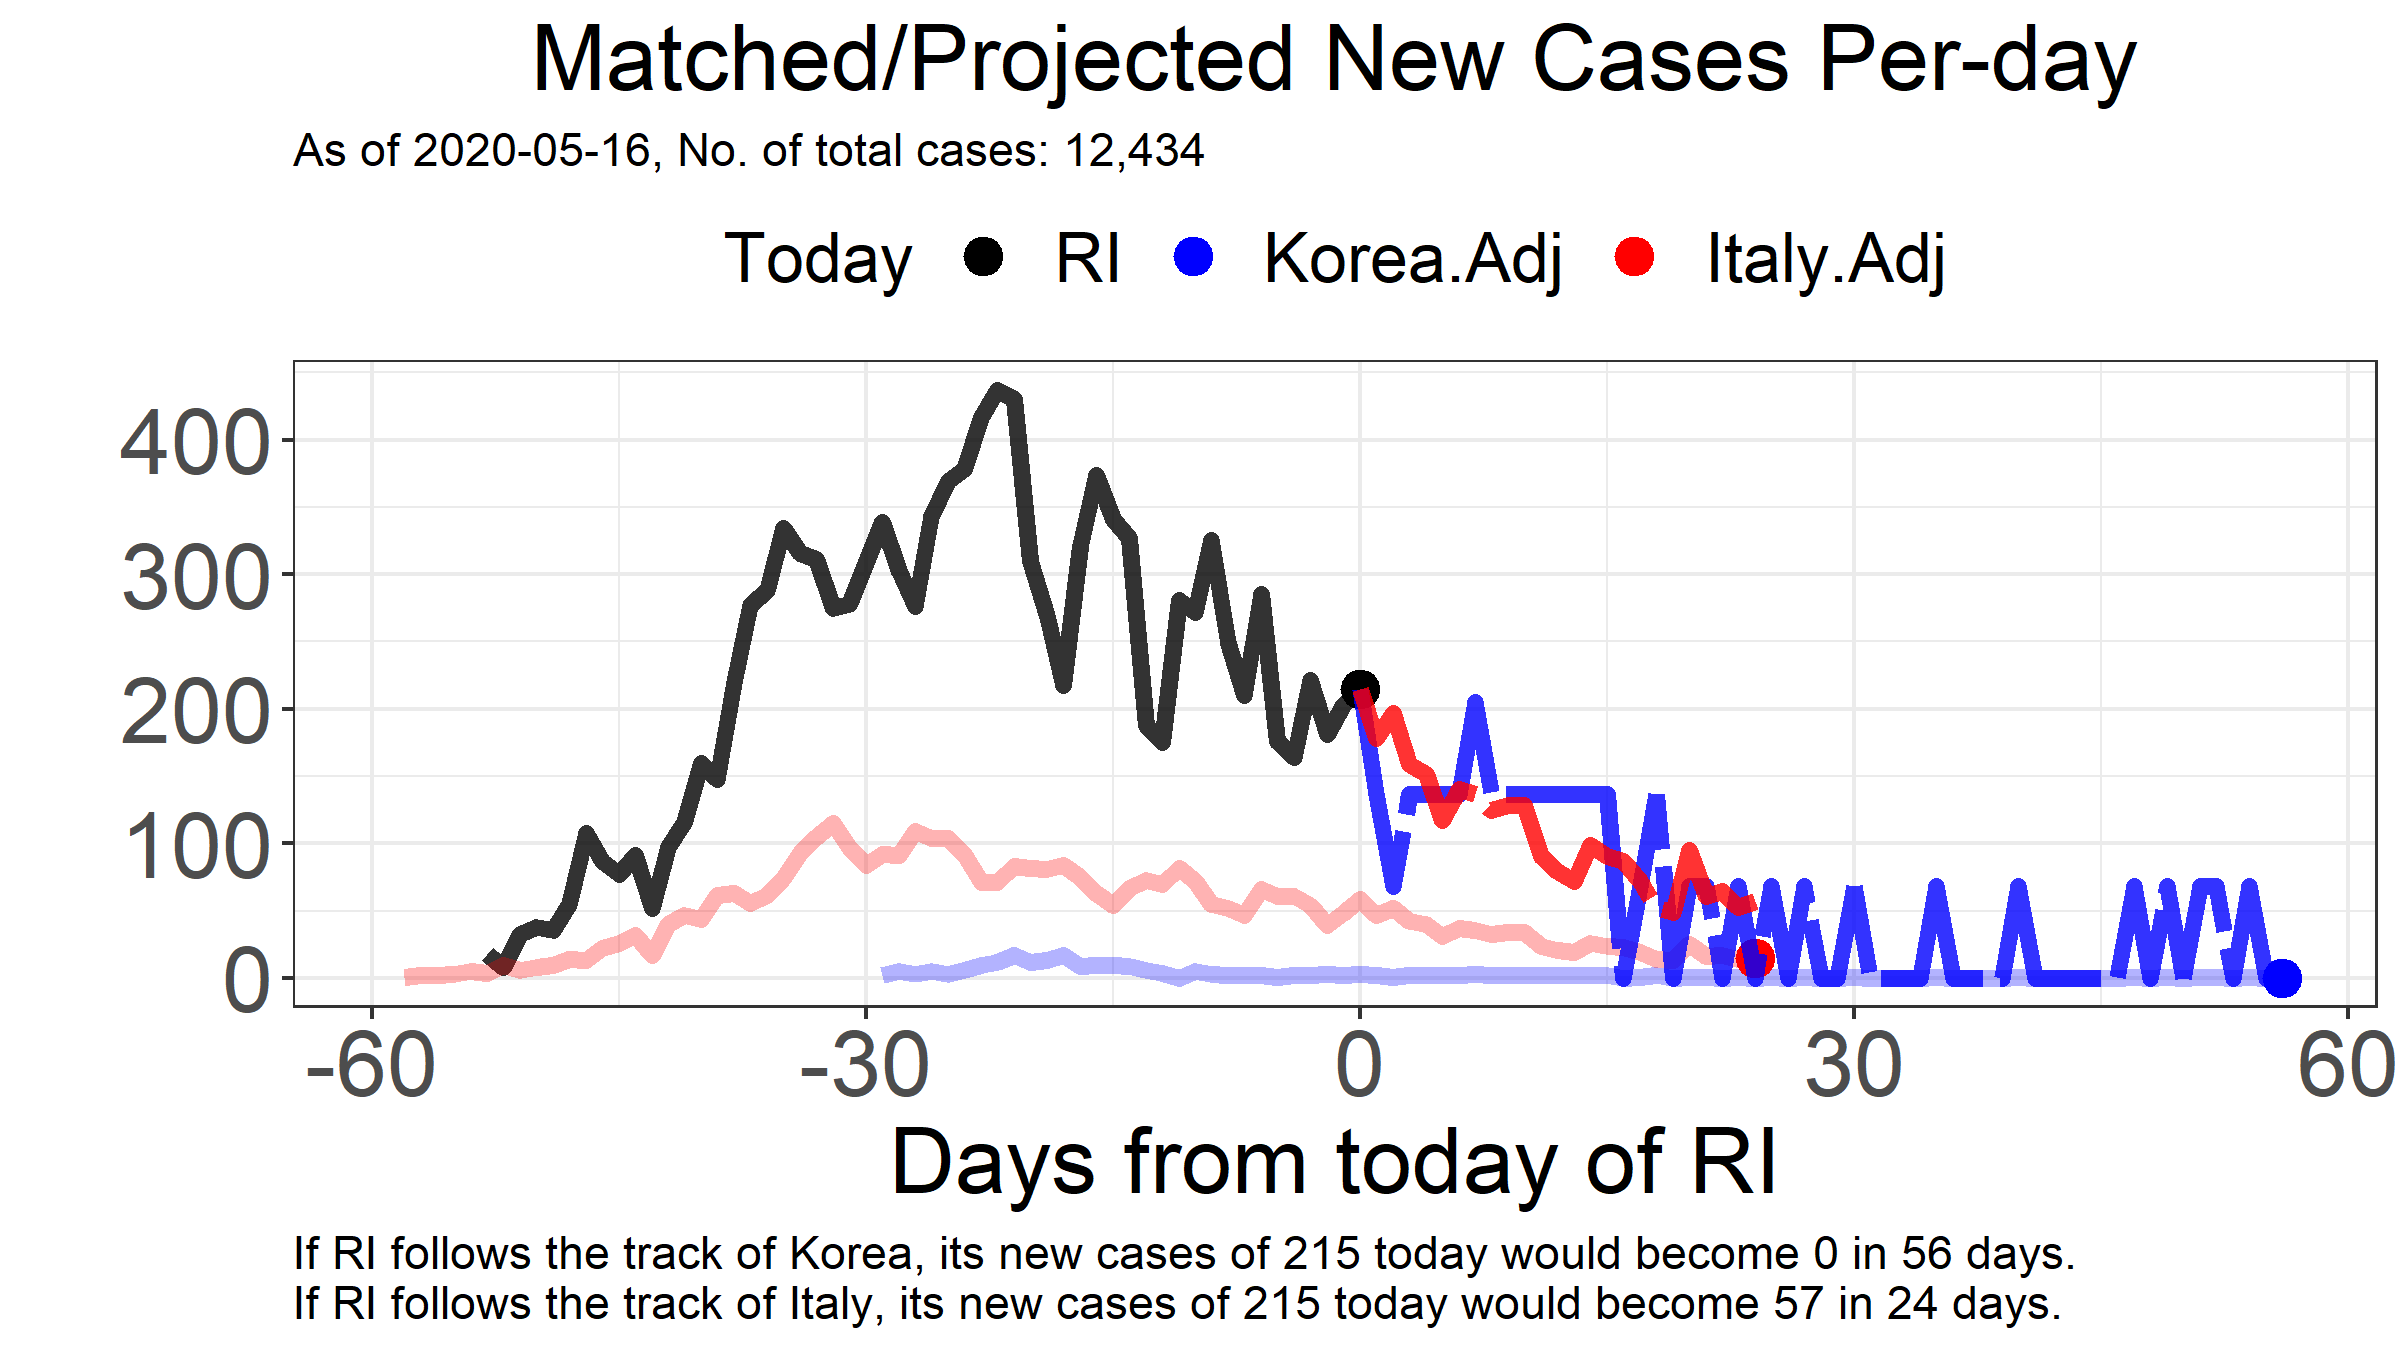 Matched/Projected New Cases Per-day
As of 2020-05-16, No. of total cases: 12,434
Today RI Korea.Adj Italy.Adj
400
300
200
100
0
-60 -30 0 30 60
Days from today of RI
If RI follows the track of Korea, its new cases of 215 today would become 0 in 56 days.
If RI follows the track of Italy, its new cases of 215 today would become 57 in 24 days.